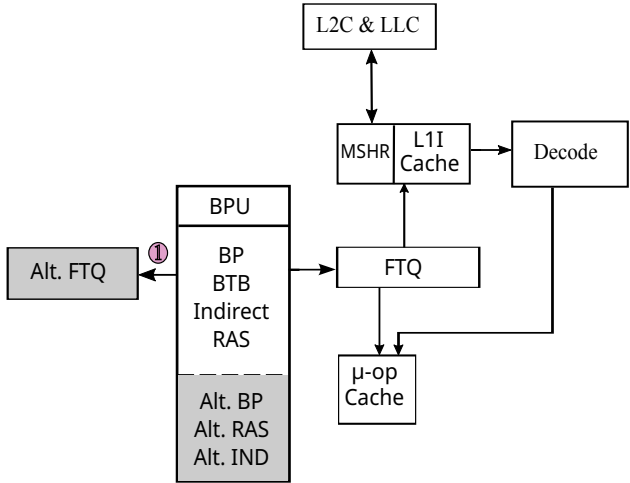 L2C & LLC
MSHR
L1I
Cache
Decode
BPU
①
Alt. FTQ
BP
BTB
Indirect
RAS
FTQ
μ-op
Cache
Alt. BP
Alt. RAS
Alt. IND